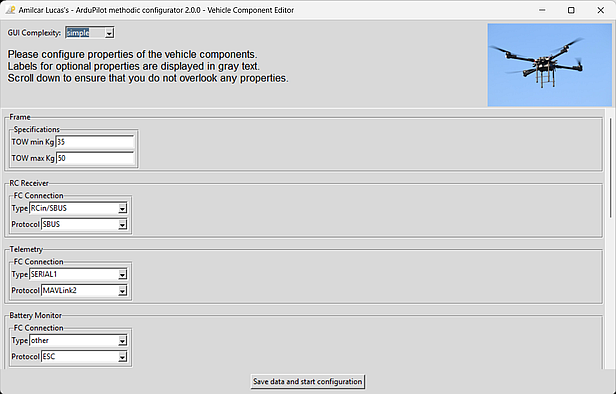 Amilcar Lucas's - ArduPilot methodic configurator 2.0.0 - Vehicle Component Editor
GUI Complexity: simple
Please configure properties of the vehicle components.
Labels for optional properties are displayed in gray text.
Scroll down to ensure that you do not overlook any properties.
Frame
Specifications
TOW min Kg 35
TOW max Kg 50
RC Receiver
FC Connection
Type RCin/SBUS
Protocol SBUS
Telemetry
FC Connection
Type SERIAL1
Protocol MAVLink2
Battery Monitor
FC Connection
Type other
Protocol ESC
Save data and start configuration